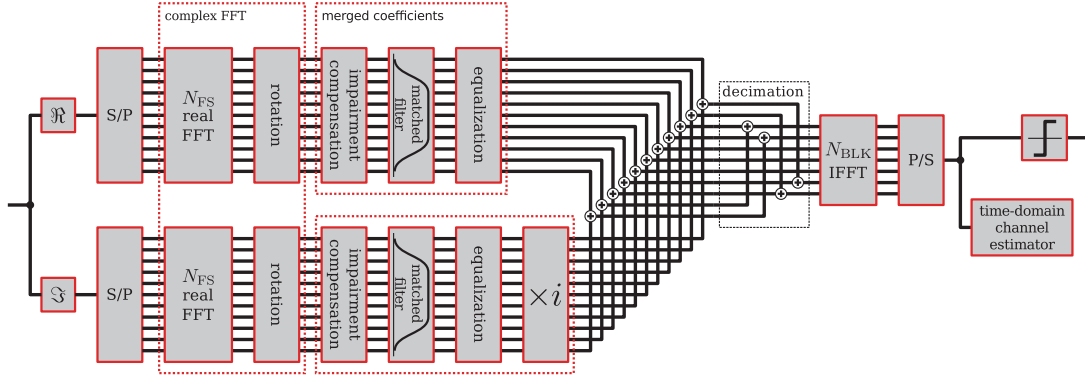 complex FFT
merged coefficients
ℜ
S/P
N_FS
real
FFT
rotation
impairment
compensation
matched
filter
equalization
decimation
N_BLK
IFFT
P/S
time-domain
channel
estimator
ℑ
S/P
N_FS
real
FFT
rotation
impairment
compensation
matched
filter
equalization
×i